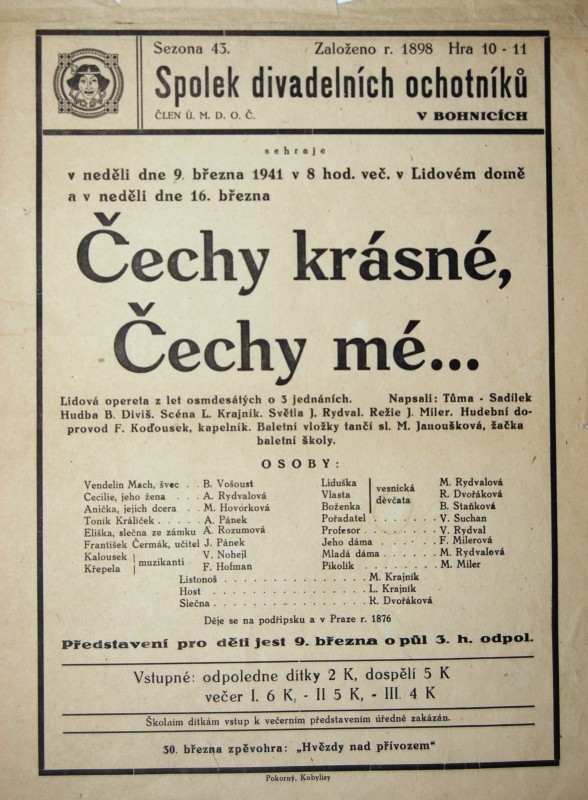 Sezona 43. Založeno r. 1898 Hra 10 - 11
Spolek divadelních ochotníků
ČLEN Ú. M. D. O. Č. V BOHNICÍCH
sehraje
v neděli dne 9. března 1941 v 8 hod. več. v Lidovém domě
a v neděli dne 16. března
Čechy krásné,
Čechy mé...
Lidová opereta z let osmdesátých o 3 jednáních. Napsali: Tůma - Sadílek
Hudba B. Diviš. Scéna L. Krajník. Světla J. Rydval. Režie J. Miler. Hudební do-
provod F. Koďousek, kapelník. Baletní vložky tančí sl. M. Janoušková, žačka
baletní školy.
OSOBY:
Vendelín Mach, švec . . B. Vošoust
Cecilie, jeho žena . . . . A. Rydvalová
Anička, jejich dcera . . M. Hovorková
Toník Králíček . . . . . A. Pánek
Eliška, slečna ze zámku A. Rozumová
František Čermák, učitel J. Pánek
Kalousek muzikanti V. Nohejl
Křepela F. Hofman
Liduška vesnická děvčata M. Rydvalová
Vlasta R. Dvořáková
Boženka B. Staňková
Pořadatel . . . . . . . V. Suchan
Profesor . . . . . . . V. Rydval
Jeho dáma . . . . . . F. Milerová
Mladá dáma . . . . . M. Rydvalová
Pikolík . . . . . . . . M. Miler
Listonoš . . . . . . . . . . . . . . . . M. Krajník
Host . . . . . . . . . . . . . . . . . . L. Krajník
Slečna . . . . . . . . . . . . . . . . . R. Dvořáková
Děje se na podřipsku a v Praze r. 1876
Představení pro děti jest 9. března o půl 3. h. odpol.
Vstupné: odpoledne dítky 2 K, dospělí 5 K
večer I. 6 K, - II 5 K, - III. 4 K
Školním dítkám vstup k večerním představením úředně zakázán.
30. března zpěvohra: „Hvězdy nad přívozem"
Pokorný, Kobylisy